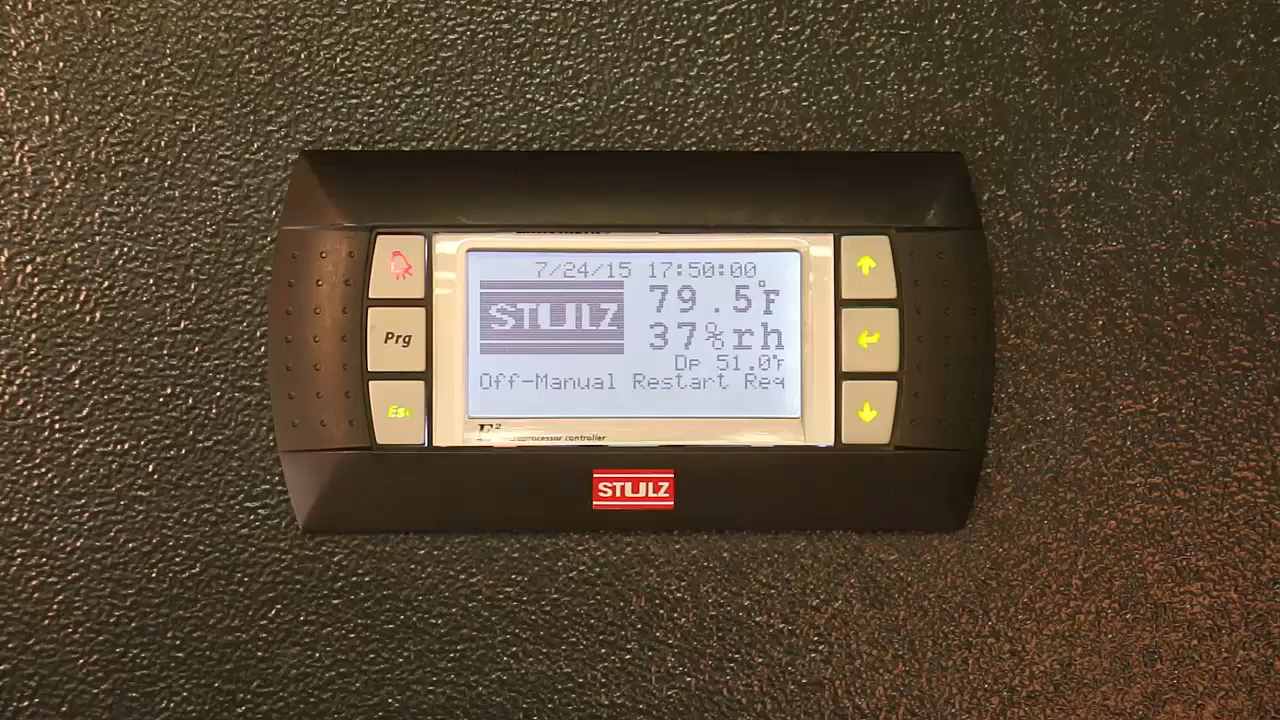 7/24/15 17:50:00
STULZ
79.5°F
37%rh
Dp 51.0°F
Off-Manual Restart Req
Prg
Esc
E²
controller
STULZ